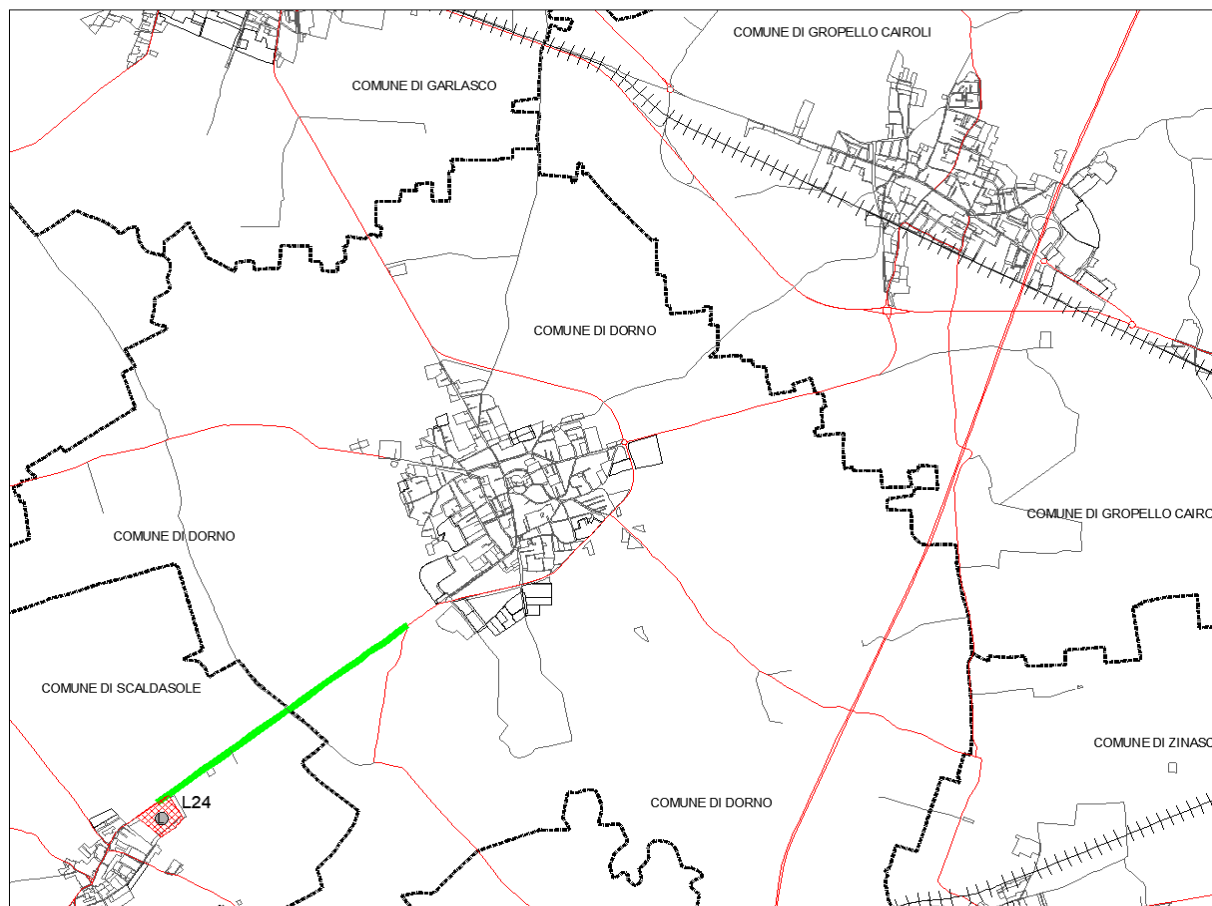 COMUNE DI GROPELLO CAIROLI
COMUNE DI GARLASCO
COMUNE DI DORNO
COMUNE DI GROPELLO CAIRO
COMUNE DI DORNO
COMUNE DI SCALDASOLE
COMUNE DI ZINASC
L24
COMUNE DI DORNO